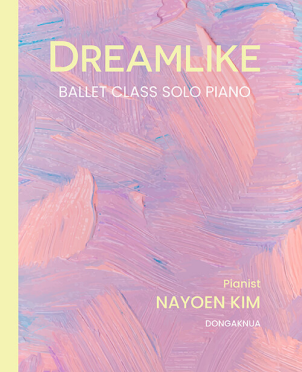 DREAMLIKE
BALLET CLASS SOLO PIANO
Pianist
NAYOEN KIM
DONGAKNUA